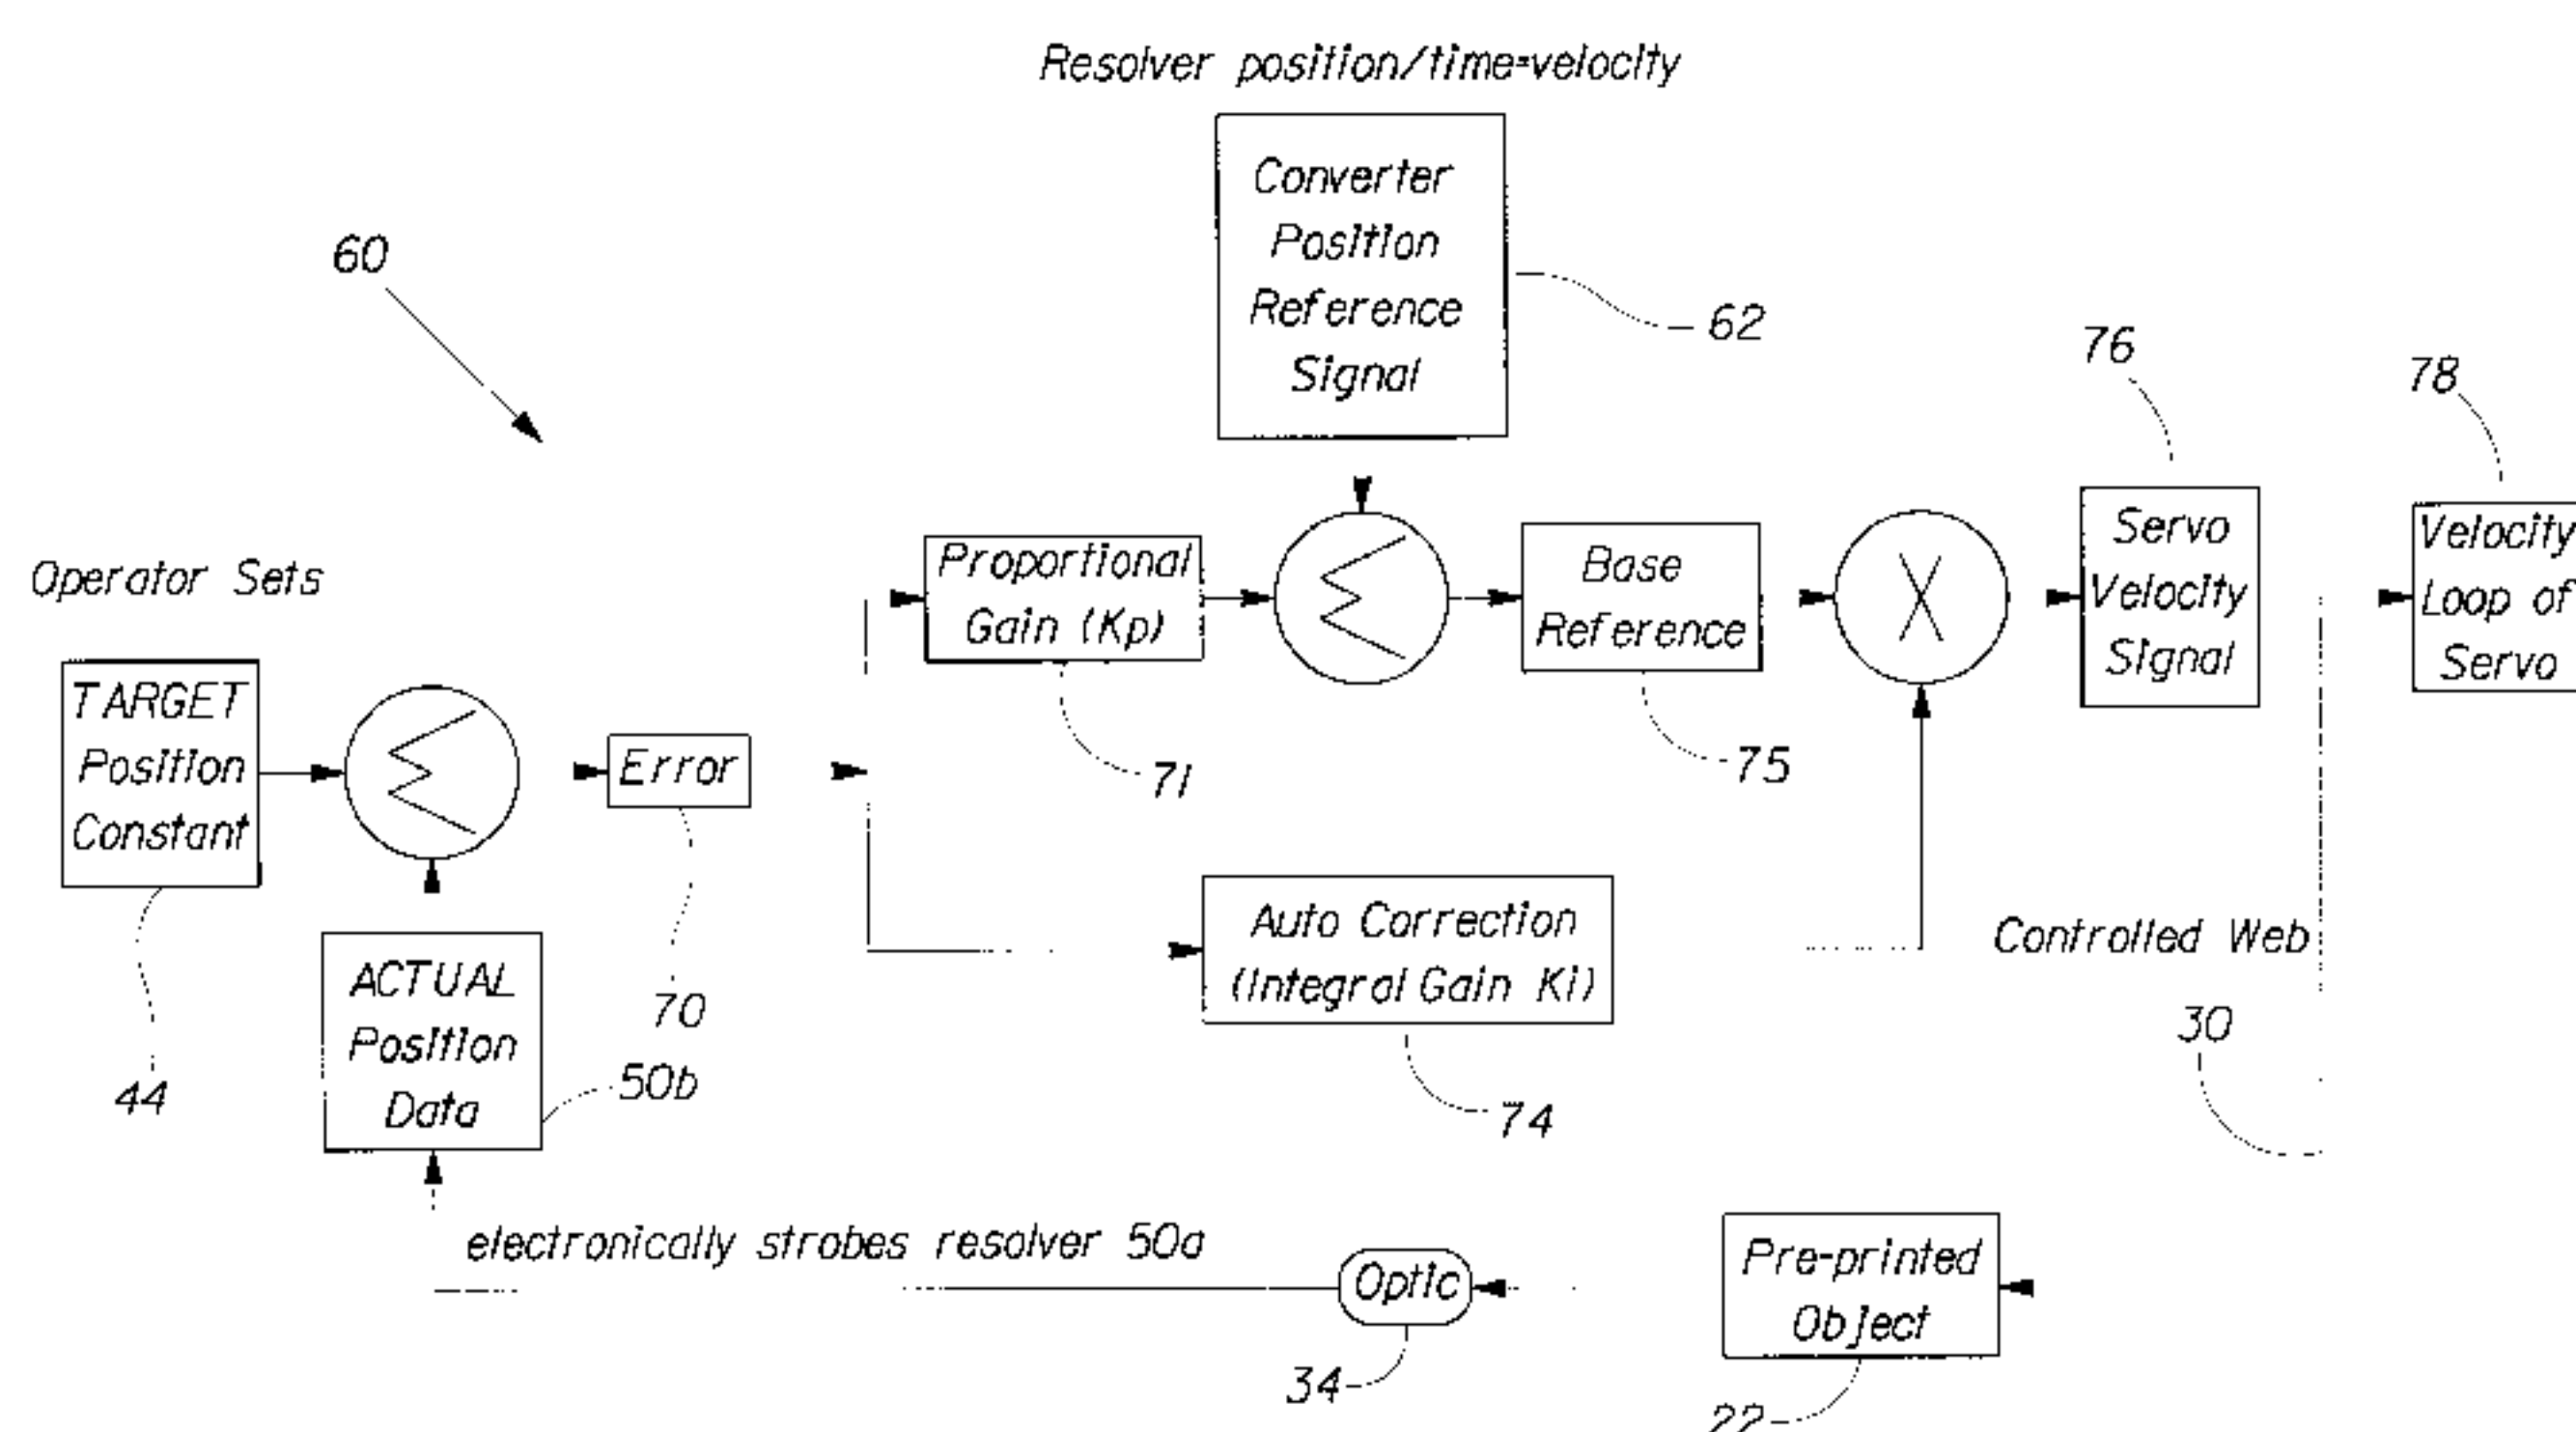 Resolver position/time=velocity
Converter
Position
Reference
Signal
60
62
76
78
Operator Sets
TARGET
Position
Constant
44
ACTUAL
Position
Data
50b
Error
70
Proportional
Gain (Kp)
71
Base
Reference
75
X
Servo
Velocity
Signal
Velocity
Loop of
Servo
Auto Correction
(Integral Gain Ki)
74
Controlled Web
30
electronically strobes resolver 50a
Optic
34
Pre-printed
Object
22